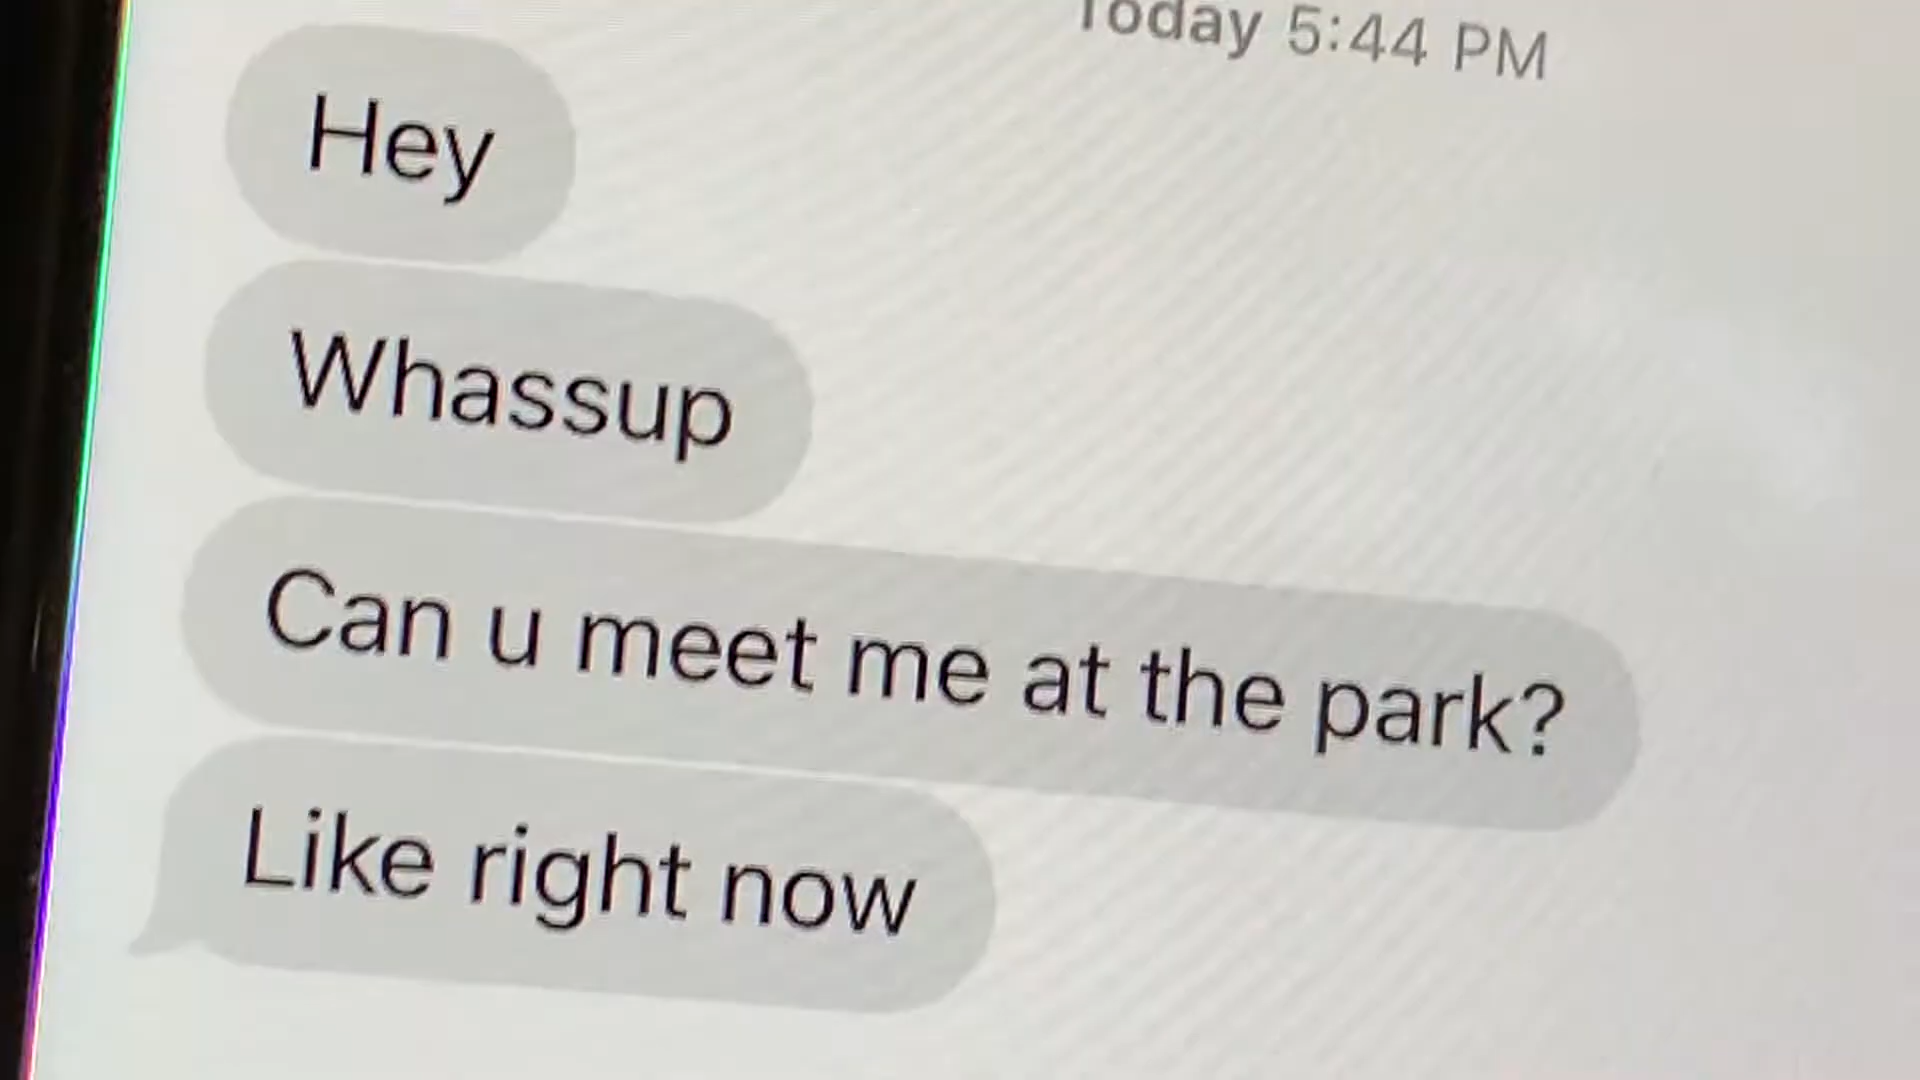 Today 5:44 PM
Hey
Whassup
Can u meet me at the park?
Like right now